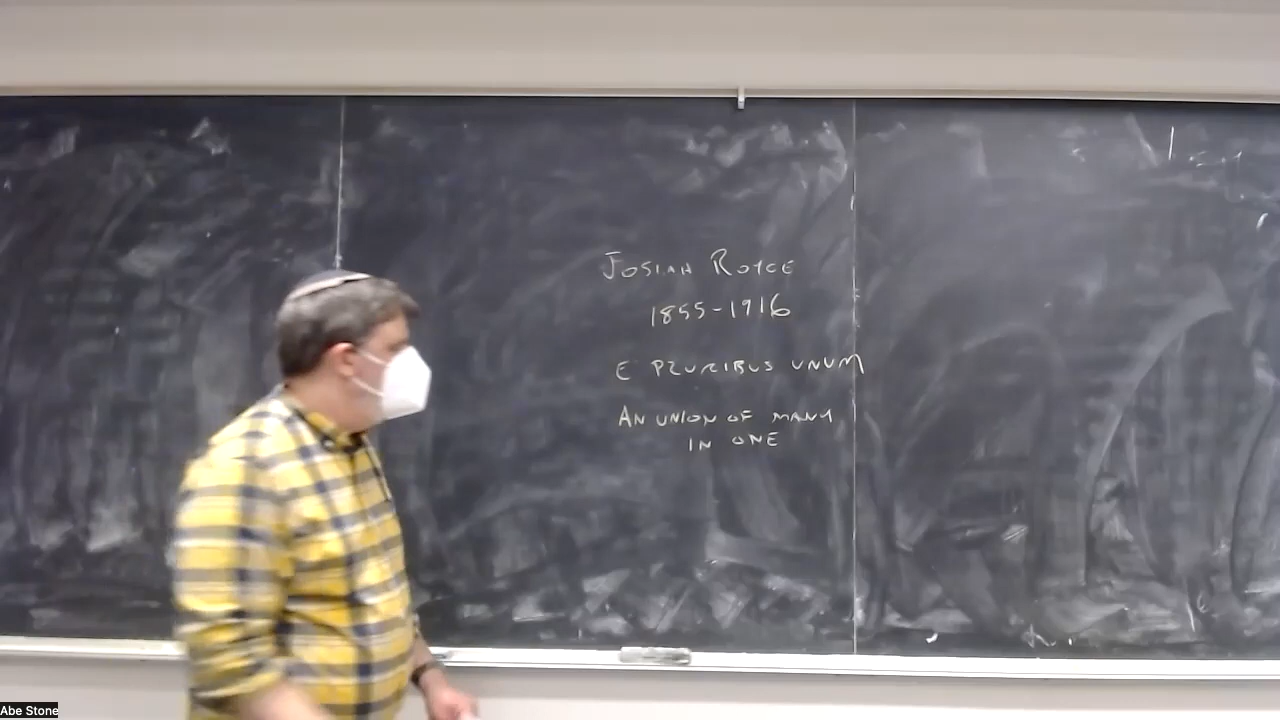 JOSIAH ROYCE
1855-1916
E PLURIBUS UNUM
AN UNION OF MANY
IN ONE
Abe Stone